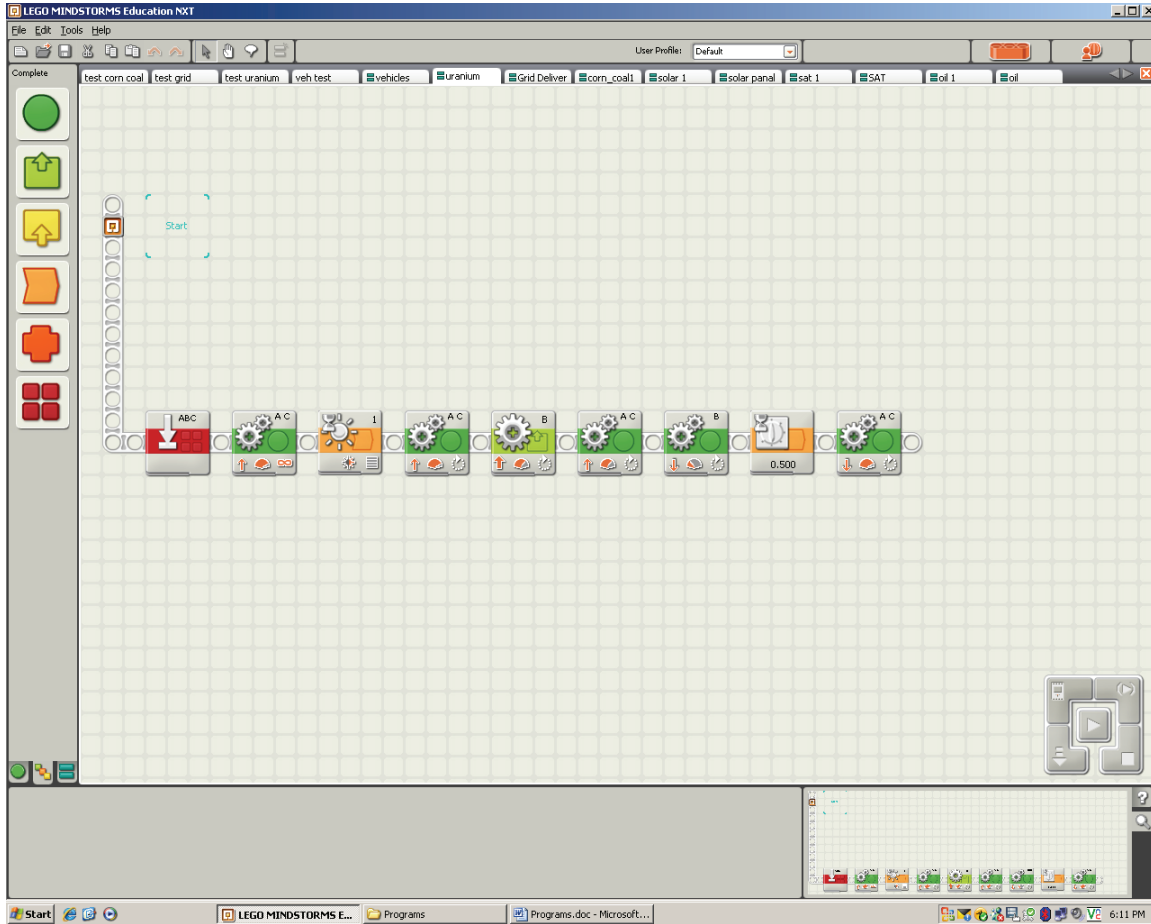 LEGO MINDSTORMS Education NXT
File Edit Tools Help
User Profile: Default
Complete
test corn coal test grid test uranium veh test vehicles uranium Grid Deliver corn_coal1 solar 1 solar panal sat 1 SAT oil 1 oil
Start
ABC A C 1 A C B A C B A C
0.500
?
Start LEGO MINDSTORMS E... Programs Programs.doc - Microsoft... 6:11 PM